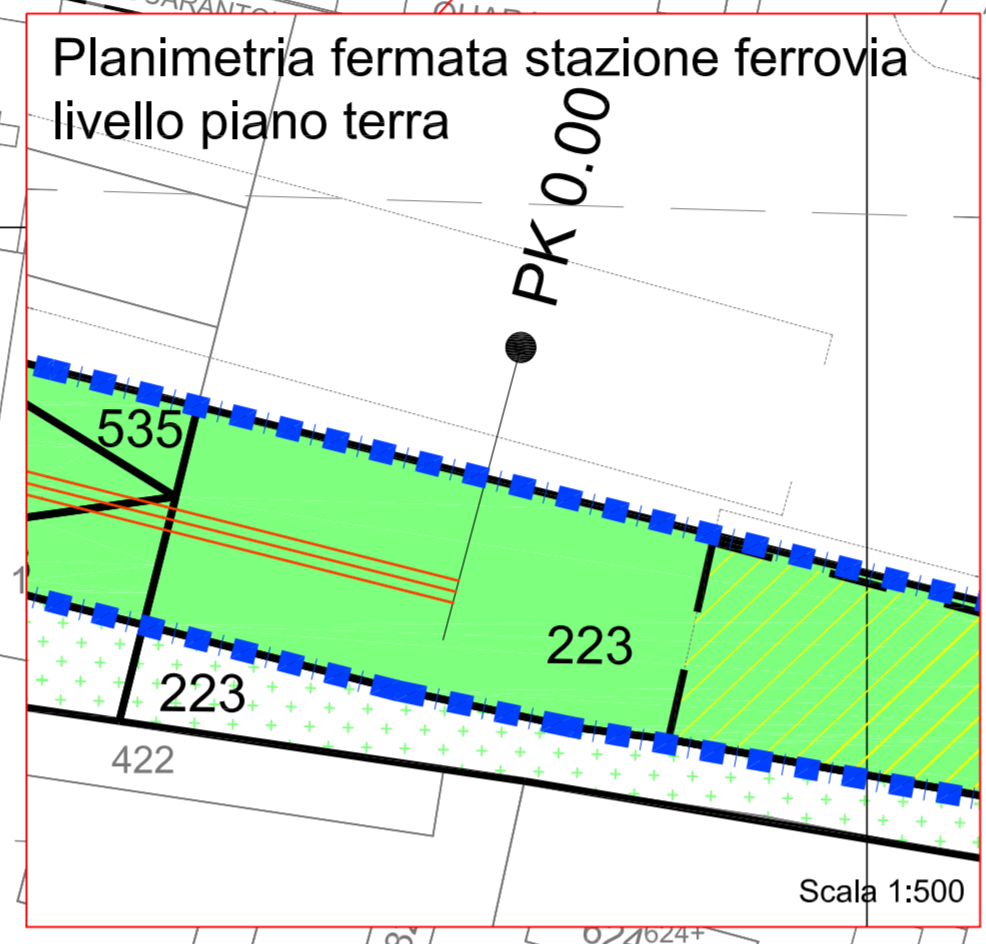 Planimetria fermata stazione ferrovia
livello piano terra
PK 0.00
535
223
223
422
624+
Scala 1:500